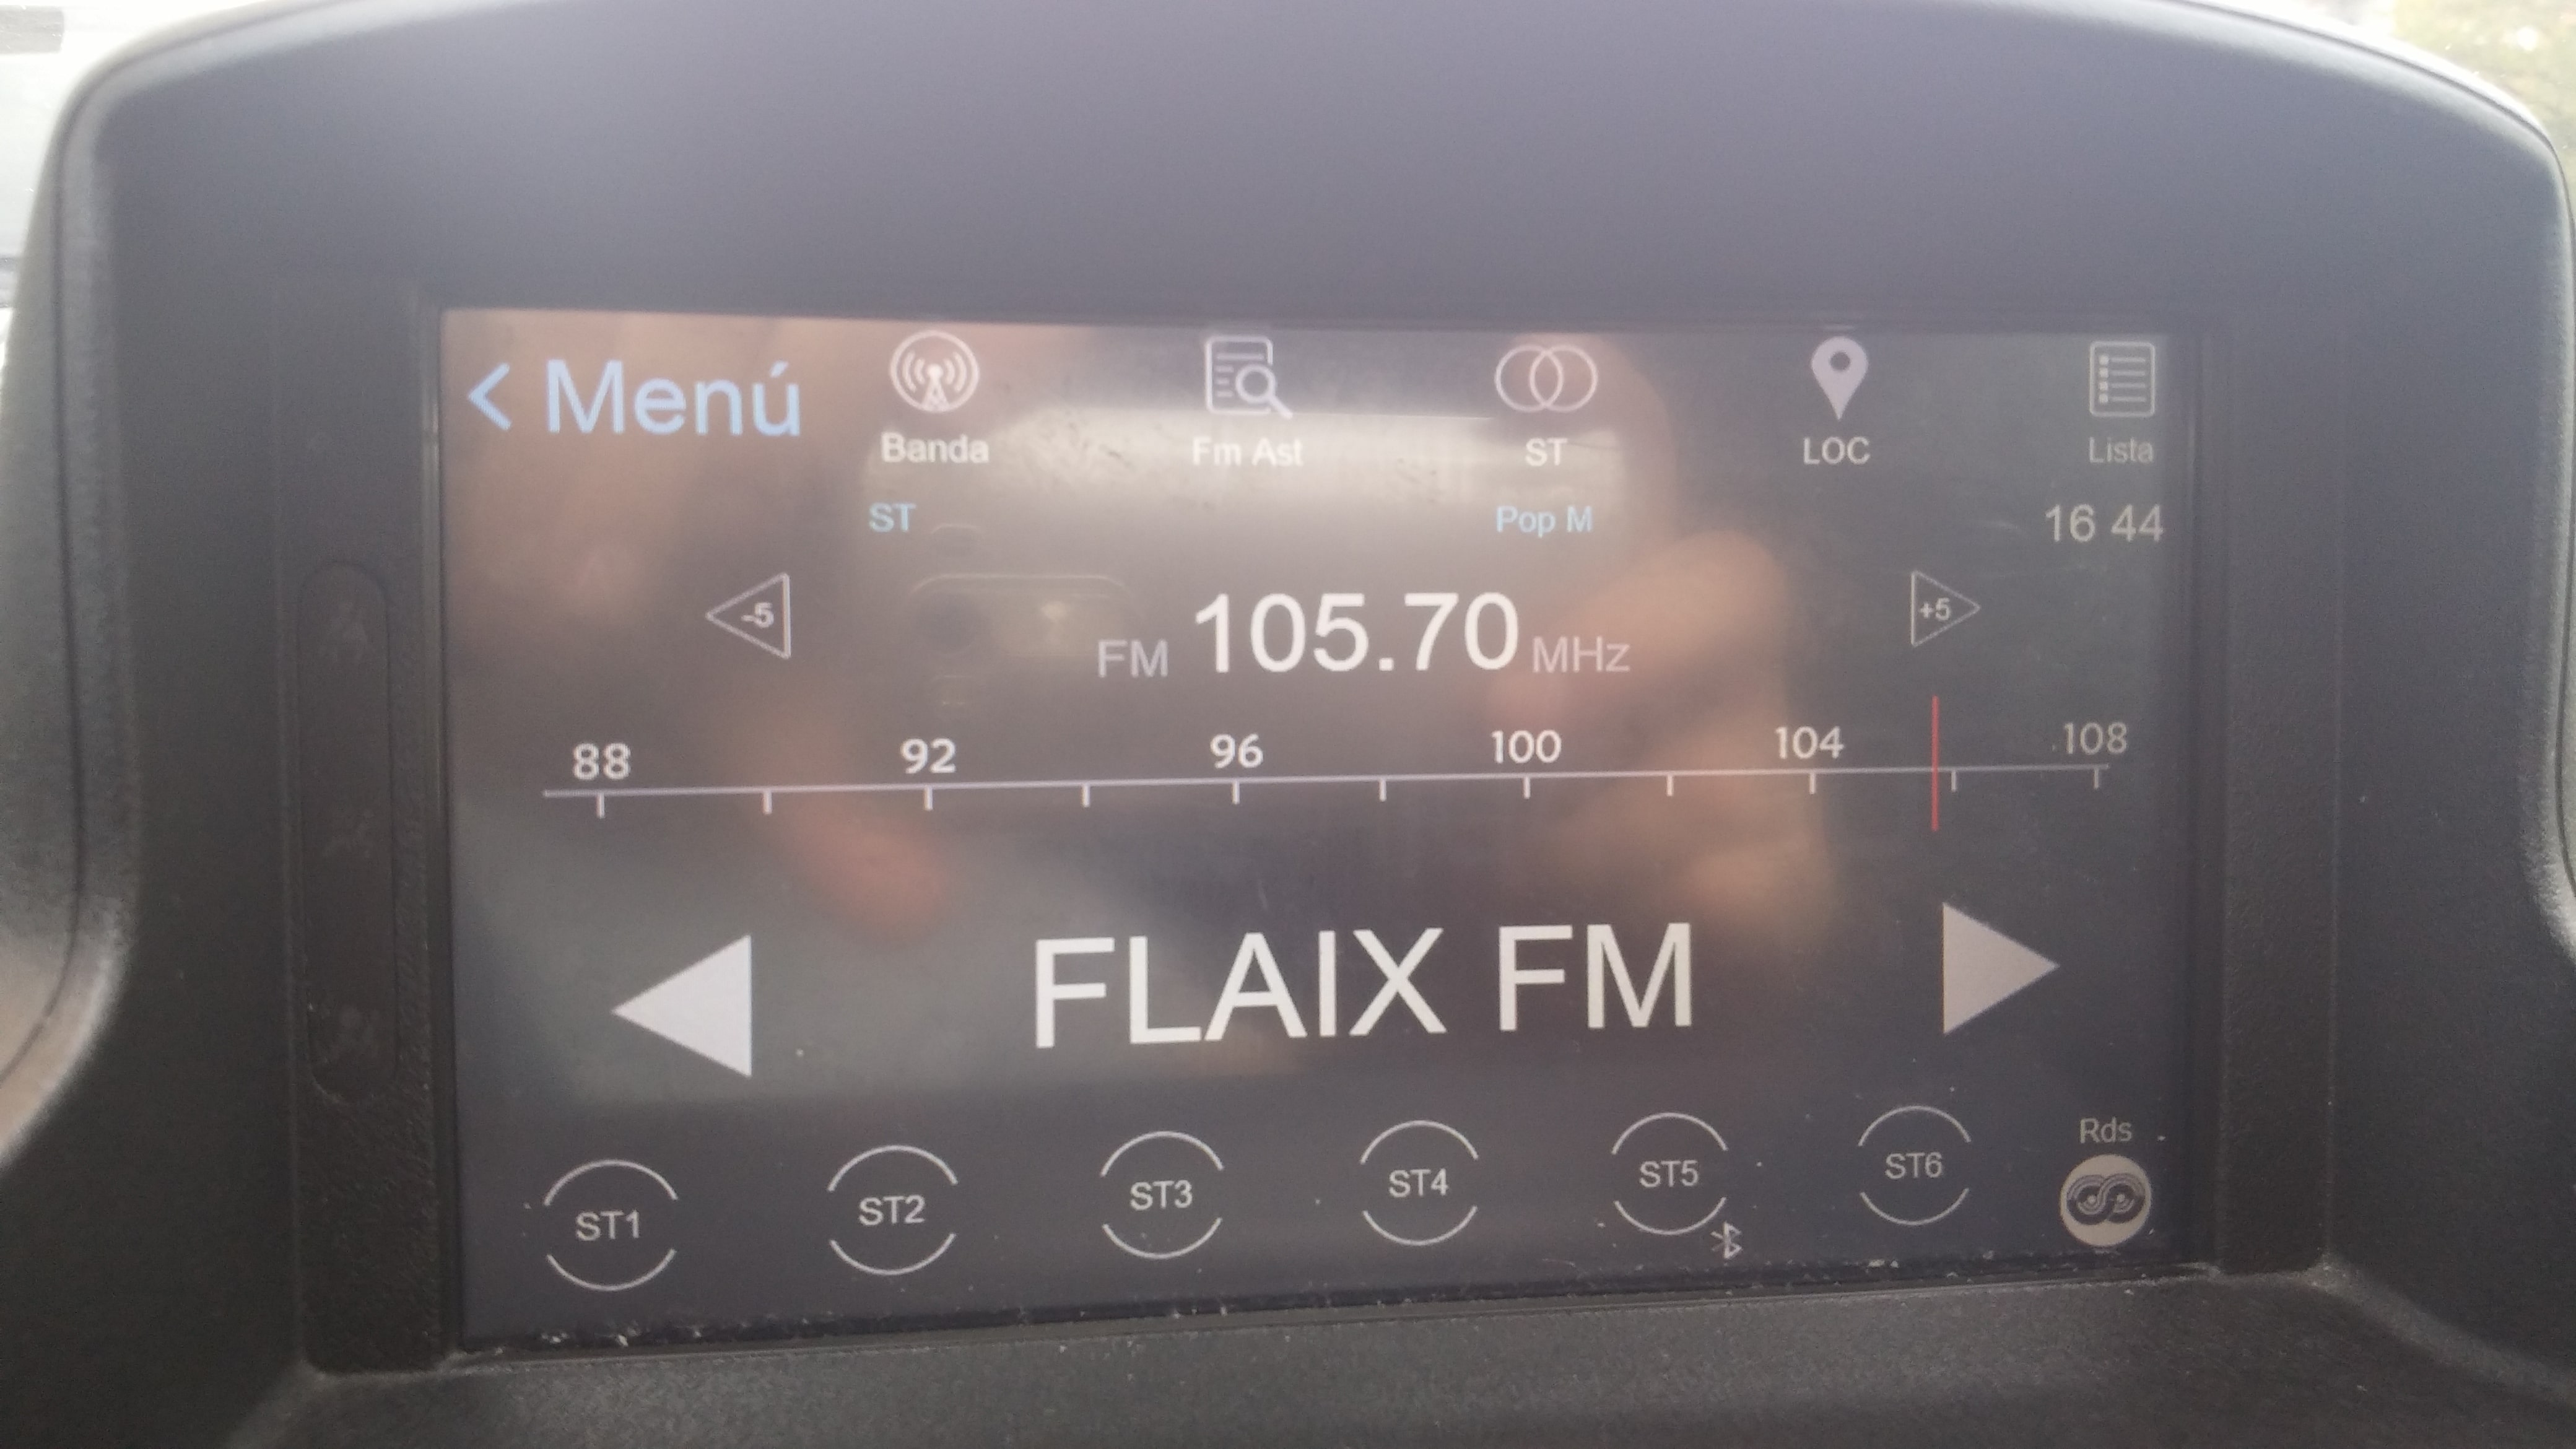 < Menú
Banda
Fm Ast
ST
LOC
Lista
ST
Pop M
16 44
-5
FM 105.70 MHz
+5
88 92 96 100 104 108
FLAIX FM
ST1
ST2
ST3
ST4
ST5
ST6
Rds